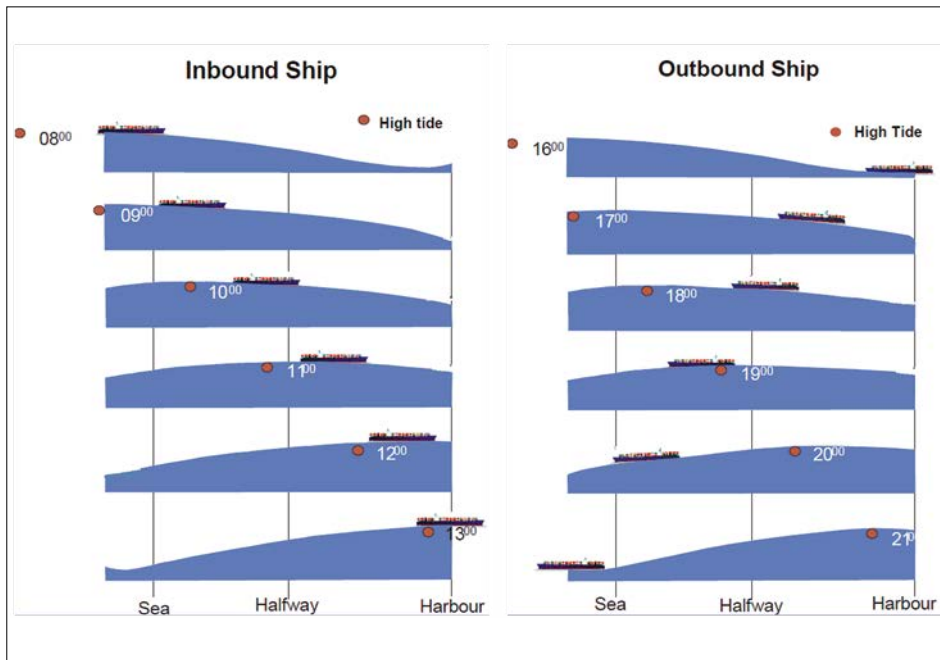 Inbound Ship
High tide
08⁰⁰
09⁰⁰
10⁰⁰
11⁰⁰
12⁰⁰
13⁰⁰
Sea
Halfway
Harbour
Outbound Ship
High Tide
16⁰⁰
17⁰⁰
18⁰⁰
19⁰⁰
20⁰⁰
21⁰
Sea
Halfway
Harbour